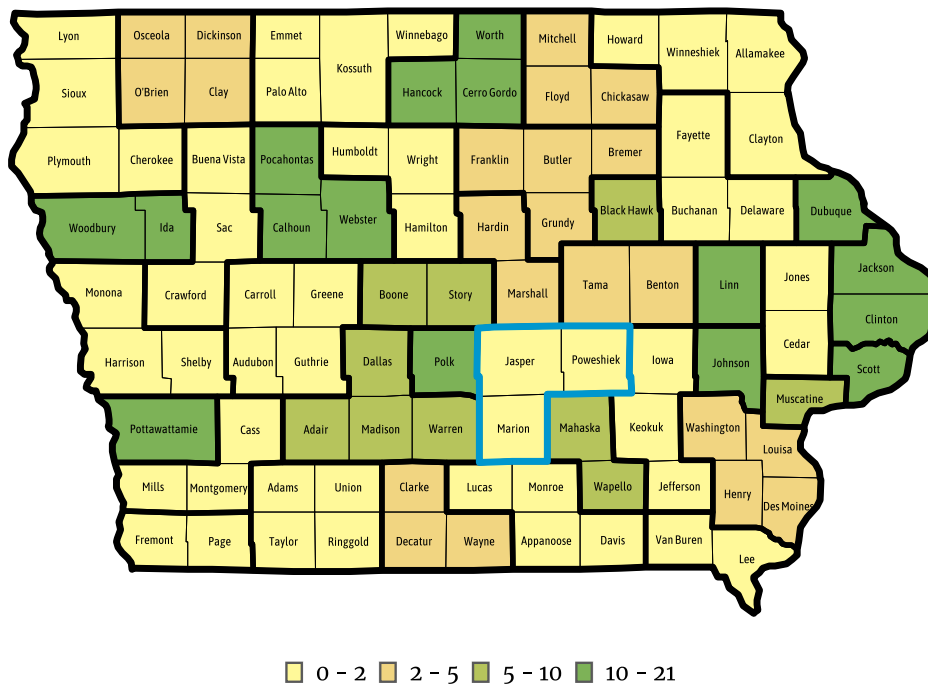 Lyon Osceola Dickinson Emmet Winnebago Worth Mitchell Howard Winneshiek Allamakee
Kossuth
Sioux O'Brien Clay Palo Alto Hancock Cerro Gordo Floyd Chickasaw
Plymouth Cherokee Buena Vista Pocahontas Humboldt Wright Franklin Butler Bremer Fayette Clayton
Woodbury Ida Sac Calhoun Webster Hamilton Hardin Grundy Black Hawk Buchanan Delaware Dubuque
Jackson
Monona Crawford Carroll Greene Boone Story Marshall Tama Benton Linn Jones
Clinton
Harrison Shelby Audubon Guthrie Dallas Polk Jasper Poweshiek Iowa Johnson Cedar Scott
Muscatine
Pottawattamie Cass Adair Madison Warren Marion Mahaska Keokuk Washington
Louisa
Mills Montgomery Adams Union Clarke Lucas Monroe Wapello Jefferson Henry Des Moines
Fremont Page Taylor Ringgold Decatur Wayne Appanoose Davis Van Buren
Lee
0 - 2 2 - 5 5 - 10 10 - 21